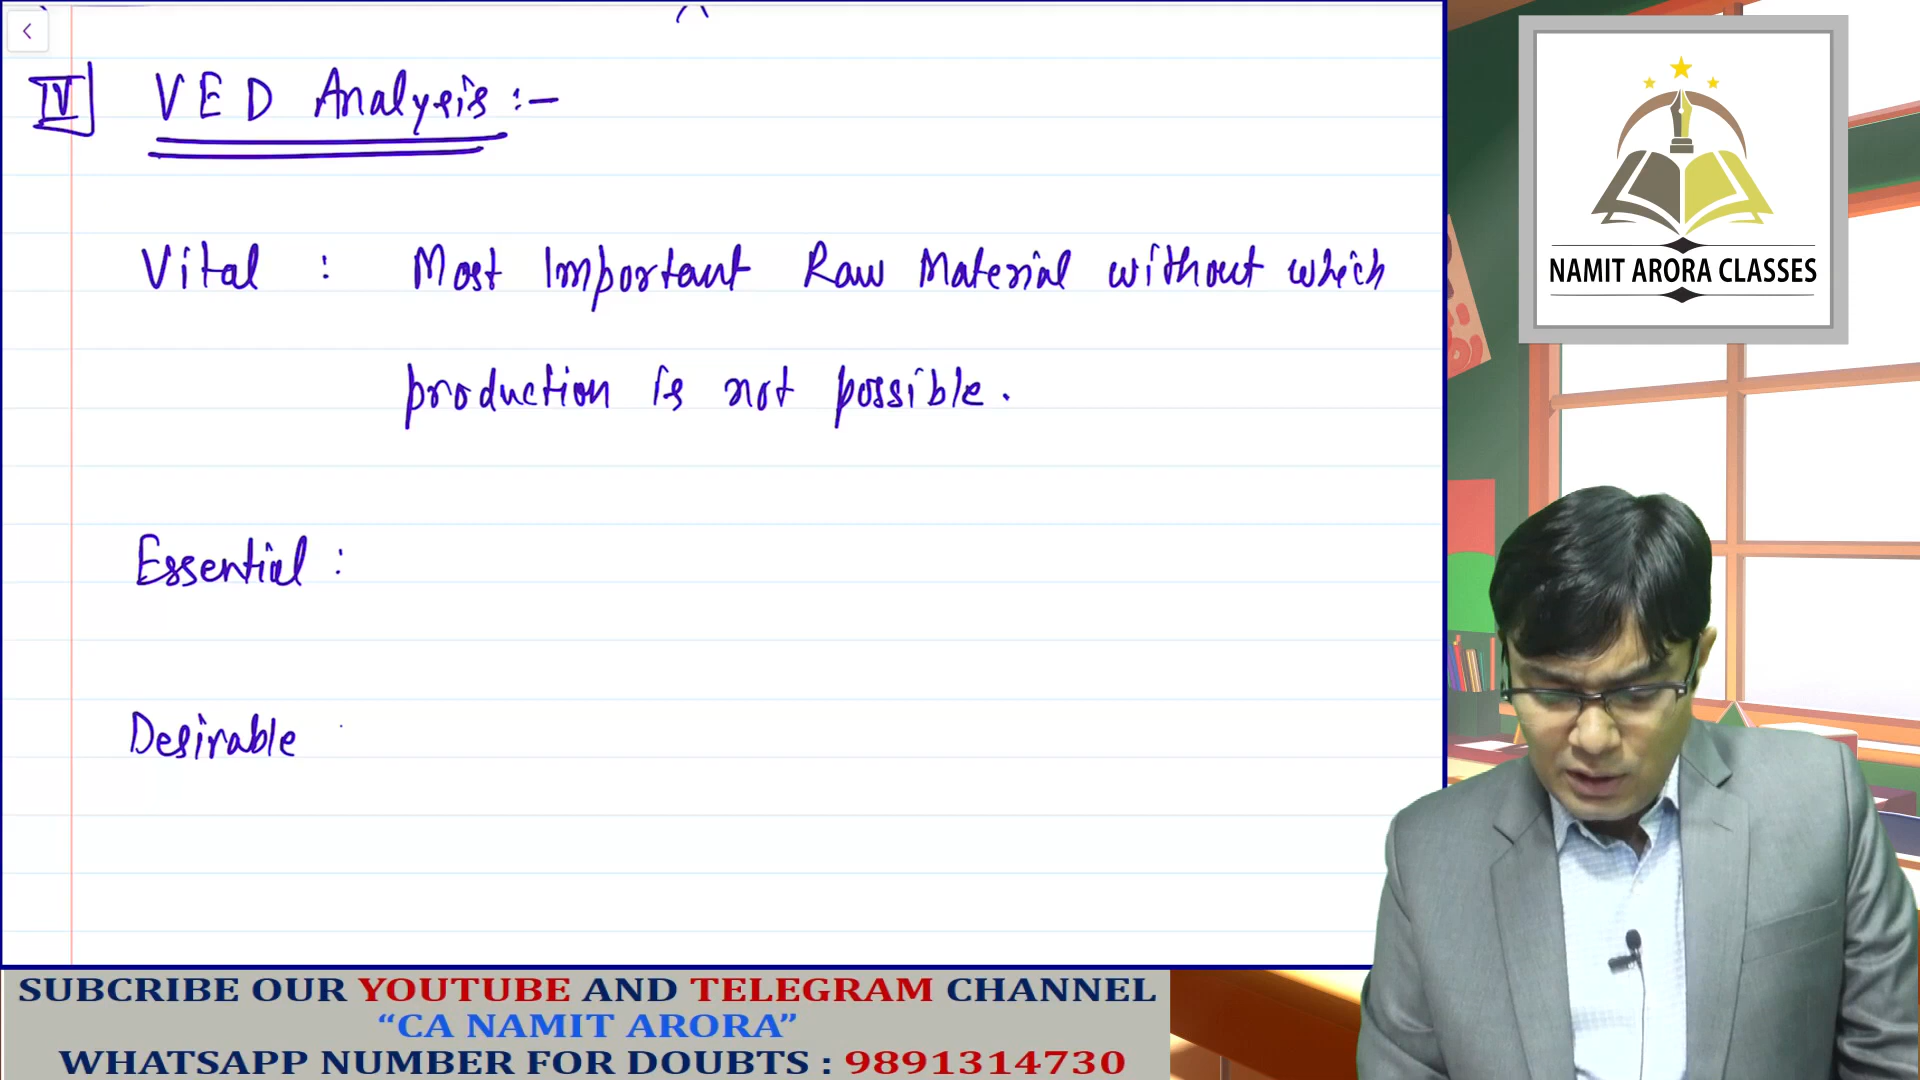 IV VED Analysis :-
Vital : Most Important Raw Material without which
production is not possible.
Essential :
Desirable
NAMIT ARORA CLASSES
SUBCRIBE OUR YOUTUBE AND TELEGRAM CHANNEL
“CA NAMIT ARORA”
WHATSAPP NUMBER FOR DOUBTS : 9891314730